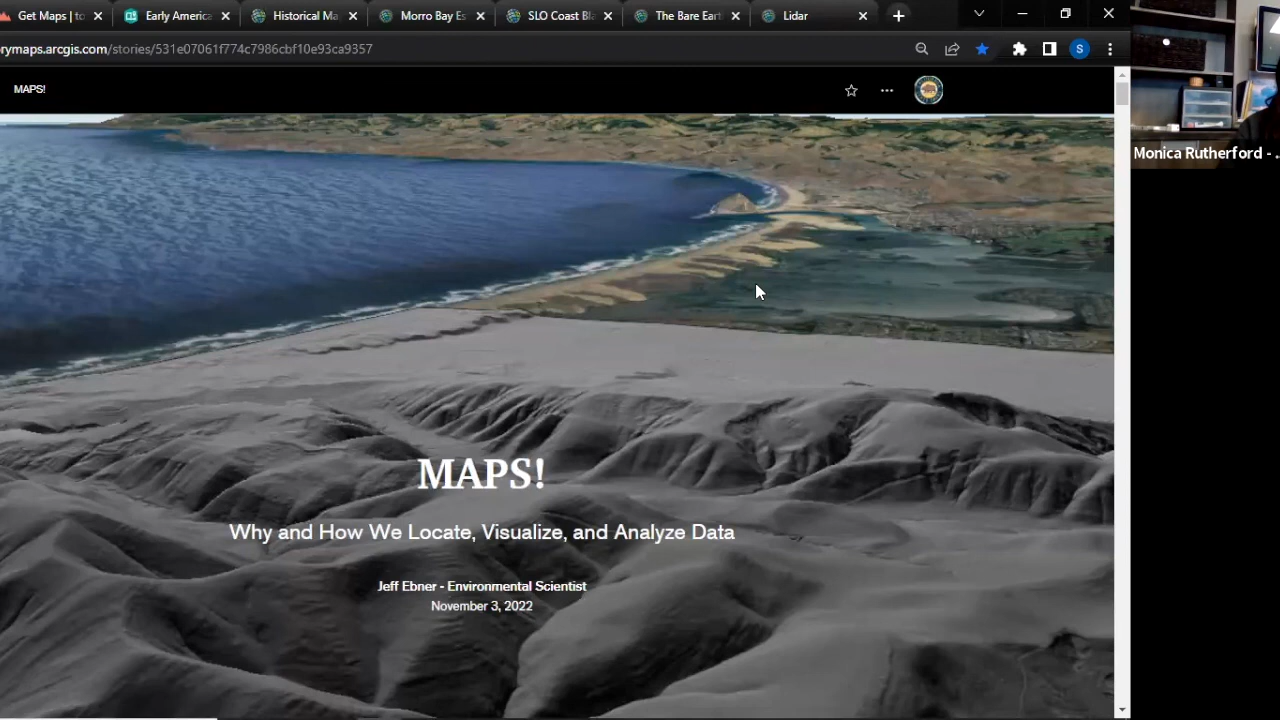 Get Maps | to
Early America
Historical Ma
Morro Bay Es
SLO Coast Bl
The Bare Eart
Lidar
rymaps.arcgis.com/stories/531e07061f774c7986cbf10e93ca9357
S
MAPS!
Monica Rutherford - .
MAPS!
Why and How We Locate, Visualize, and Analyze Data
Jeff Ebner - Environmental Scientist
November 3, 2022